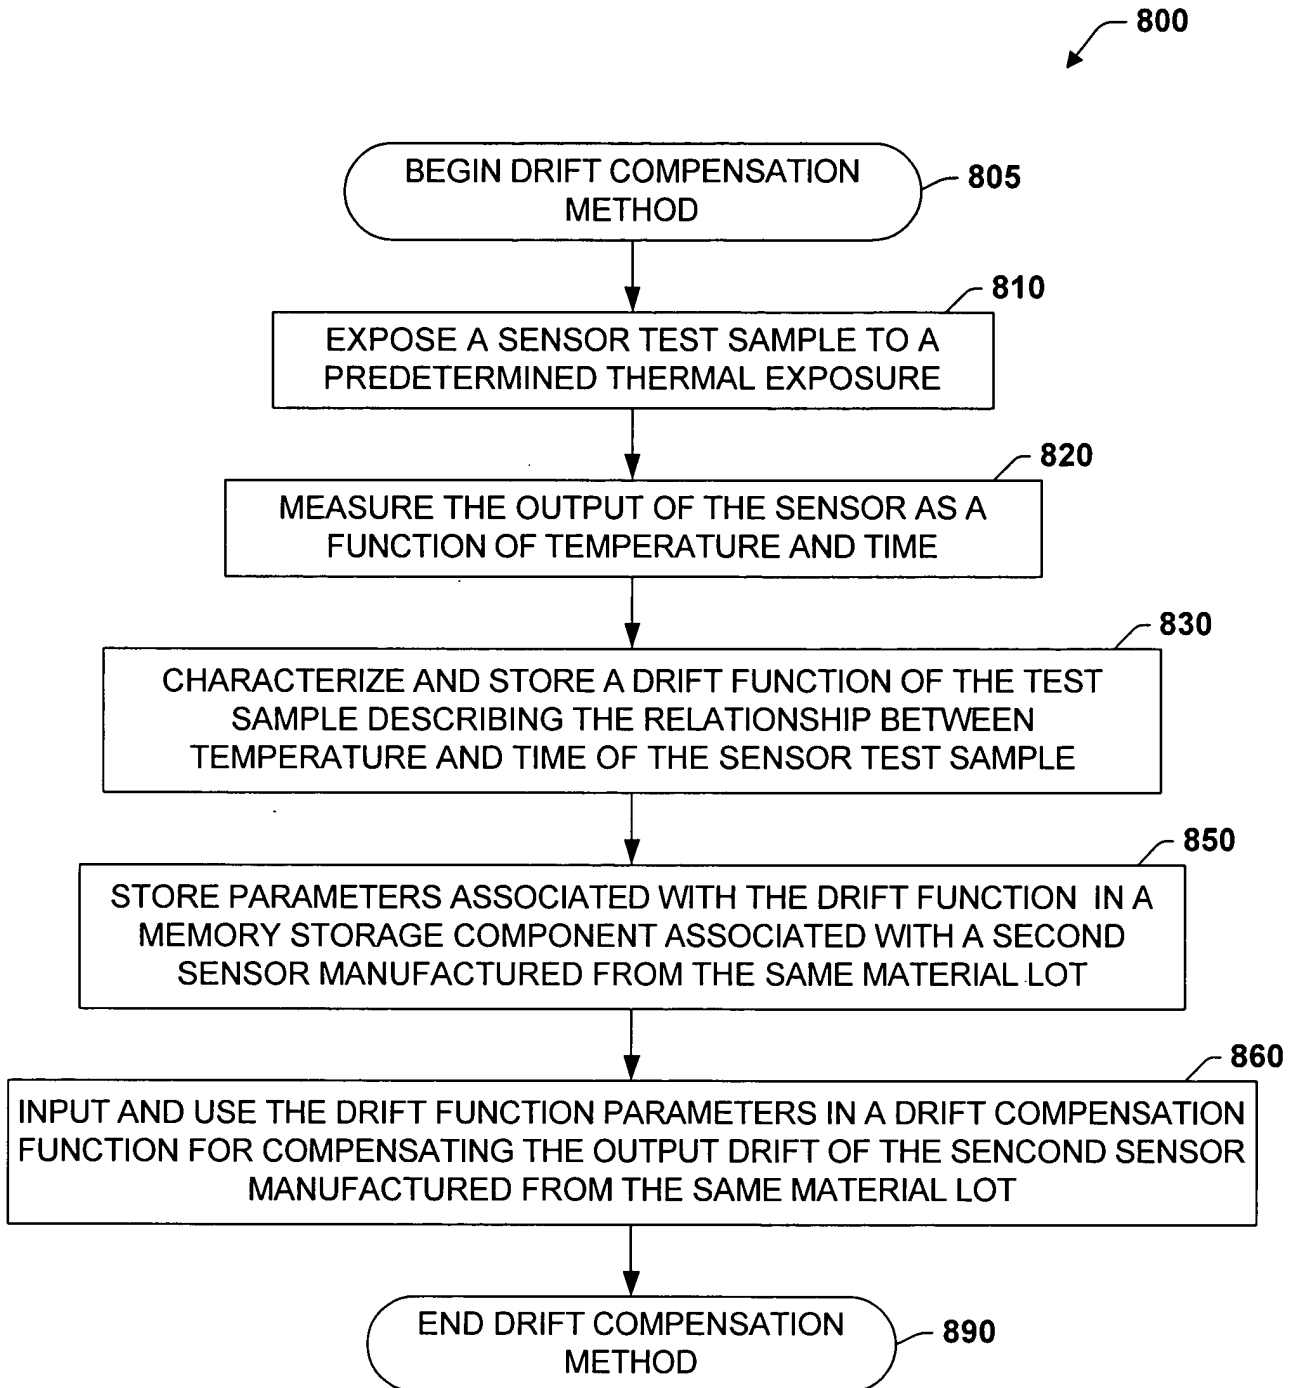 800
BEGIN DRIFT COMPENSATION
METHOD
805
810
EXPOSE A SENSOR TEST SAMPLE TO A
PREDETERMINED THERMAL EXPOSURE
820
MEASURE THE OUTPUT OF THE SENSOR AS A
FUNCTION OF TEMPERATURE AND TIME
830
CHARACTERIZE AND STORE A DRIFT FUNCTION OF THE TEST
SAMPLE DESCRIBING THE RELATIONSHIP BETWEEN
TEMPERATURE AND TIME OF THE SENSOR TEST SAMPLE
850
STORE PARAMETERS ASSOCIATED WITH THE DRIFT FUNCTION IN A
MEMORY STORAGE COMPONENT ASSOCIATED WITH A SECOND
SENSOR MANUFACTURED FROM THE SAME MATERIAL LOT
860
INPUT AND USE THE DRIFT FUNCTION PARAMETERS IN A DRIFT COMPENSATION
FUNCTION FOR COMPENSATING THE OUTPUT DRIFT OF THE SENCOND SENSOR
MANUFACTURED FROM THE SAME MATERIAL LOT
END DRIFT COMPENSATION
METHOD
890